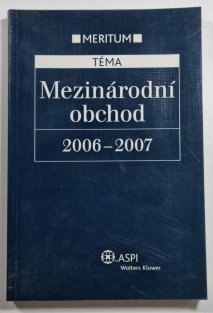 MERITUM
TÉMA
Mezinárodní
obchod
2006–2007
ASPI
Wolters Kluwer